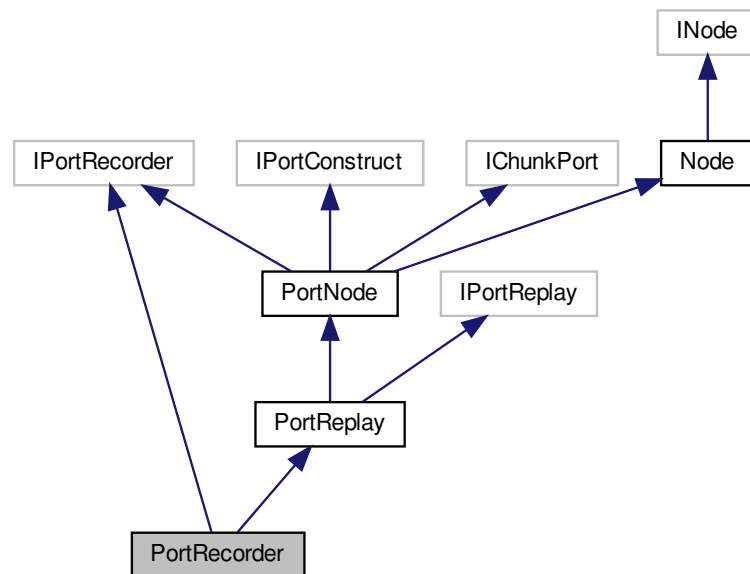 INode
IPortRecorder
IPortConstruct
IChunkPort
Node
PortNode
IPortReplay
PortReplay
PortRecorder